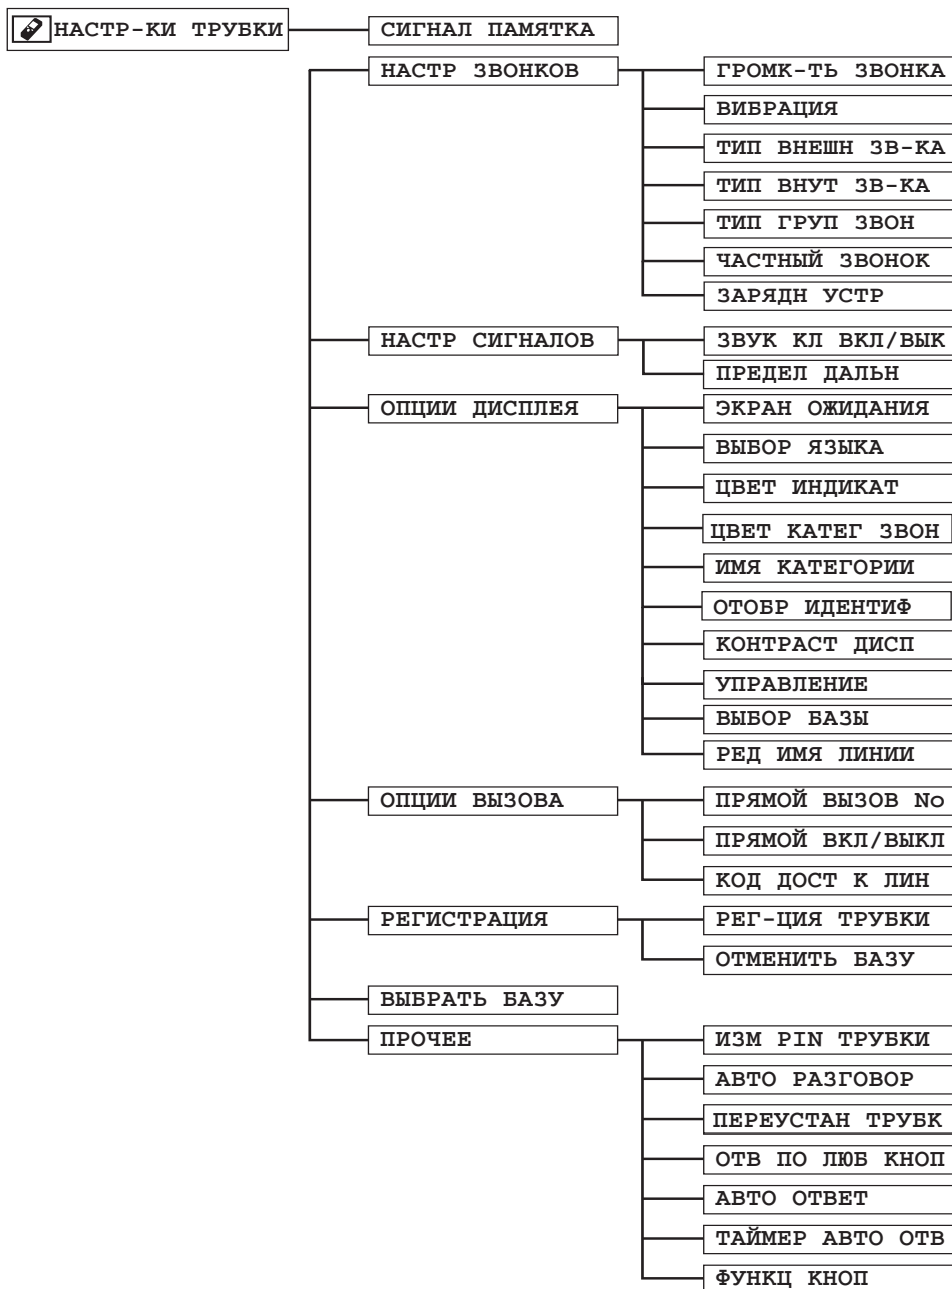 НАСТР-КИ ТРУБКИ
СИГНАЛ ПАМЯТКА
НАСТР ЗВОНКОВ
ГРОМК-ТЬ ЗВОНКА
ВИБРАЦИЯ
ТИП ВНЕШН ЗВ-КА
ТИП ВНУТ ЗВ-КА
ТИП ГРУП ЗВОН
ЧАСТНЫЙ ЗВОНОК
ЗАРЯДН УСТР
НАСТР СИГНАЛОВ
ЗВУК КЛ ВКЛ/ВЫК
ПРЕДЕЛ ДАЛЬН
ОПЦИИ ДИСПЛЕЯ
ЭКРАН ОЖИДАНИЯ
ВЫБОР ЯЗЫКА
ЦВЕТ ИНДИКАТ
ЦВЕТ КАТЕГ ЗВОН
ИМЯ КАТЕГОРИИ
ОТОБР ИДЕНТИФ
КОНТРАСТ ДИСП
УПРАВЛЕНИЕ
ВЫБОР БАЗЫ
РЕД ИМЯ ЛИНИИ
ОПЦИИ ВЫЗОВА
ПРЯМОЙ ВЫЗОВ No
ПРЯМОЙ ВКЛ/ВЫКЛ
КОД ДОСТ К ЛИН
РЕГИСТРАЦИЯ
РЕГ-ЦИЯ ТРУБКИ
ОТМЕНИТЬ БАЗУ
ВЫБРАТЬ БАЗУ
ПРОЧЕЕ
ИЗМ PIN ТРУБКИ
АВТО РАЗГОВОР
ПЕРЕУСТАН ТРУБК
ОТВ ПО ЛЮБ КНОП
АВТО ОТВЕТ
ТАЙМЕР АВТО ОТВ
ФУНКЦ КНОП